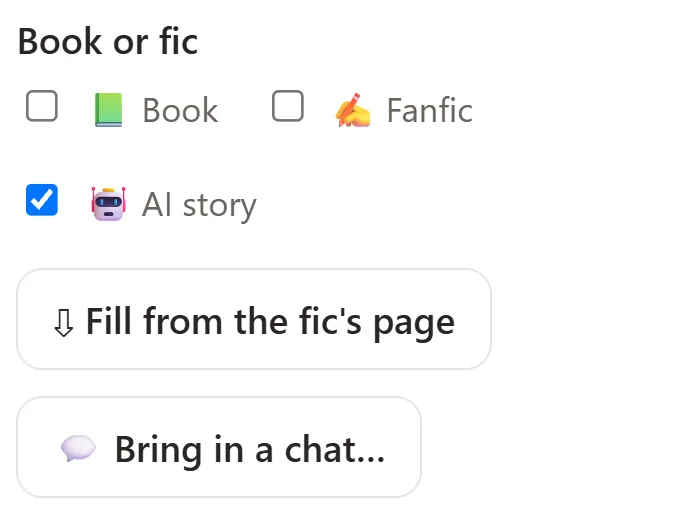 Book or fic
Book Fanfic
AI story
⇩ Fill from the fic's page
Bring in a chat...